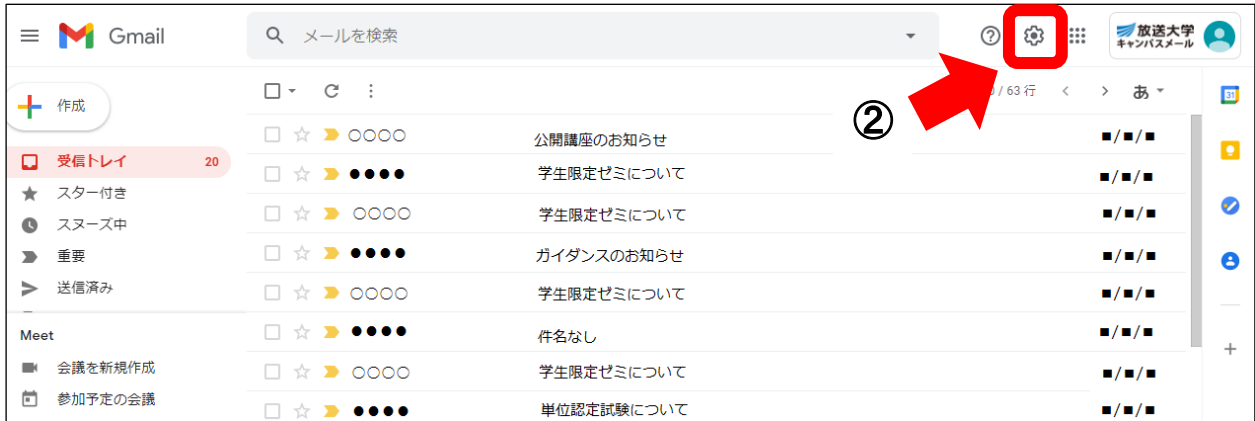 Gmail
メールを検索
放送大学
キャンパスメール
作成
/ 63 行
あ
31
②
受信トレイ 20
スター付き
スヌーズ中
重要
送信済み
Meet
会議を新規作成
参加予定の会議
○○○○ 公開講座のお知らせ ■/■/■
●●●● 学生限定ゼミについて ■/■/■
○○○○ 学生限定ゼミについて ■/■/■
●●●● ガイダンスのお知らせ ■/■/■
○○○○ 学生限定ゼミについて ■/■/■
●●●● 件名なし ■/■/■
○○○○ 学生限定ゼミについて ■/■/■
●●●● 単位認定試験について ■/■/■